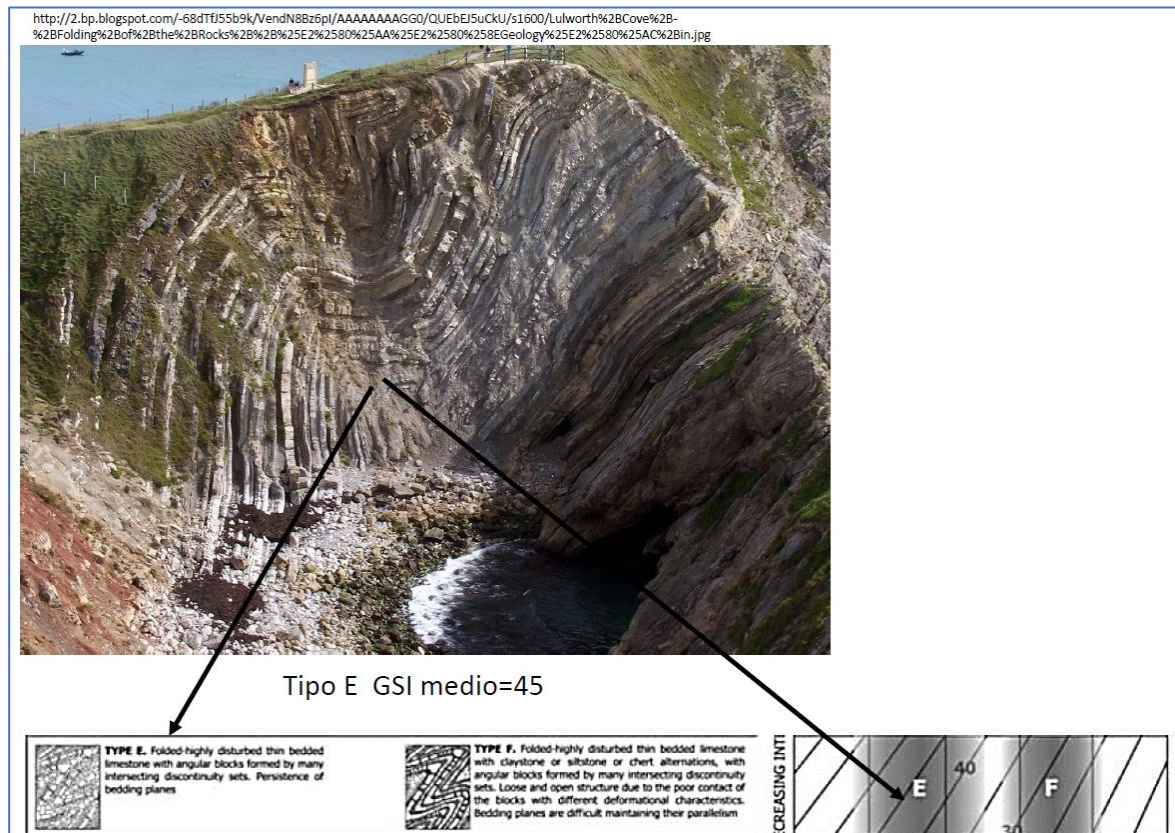 http://2.bp.blogspot.com/-68dTfJ55b9k/VendN8Bz6pI/AAAAAAAAGG0/QUEbEJ5uCkU/s1600/Lulworth%2BCove%2B-
%2BFolding%2Bof%2Bthe%2BRocks%2B%2B%25E2%2580%25AA%25E2%2580%258EGeology%25E2%2580%25AC%2Bin.jpg
Tipo E GSI medio=45
TYPE E. Folded-highly disturbed thin bedded
limestone with angular blocks formed by many
intersecting discontinuity sets. Persistence of
bedding planes
TYPE F. Folded-highly disturbed thin bedded limestone
with claystone or siltstone or chert alternations, with
angular blocks formed by many intersecting discontinuity
sets. Loose and open structure due to the poor contact of
the blocks with different deformational characteristics.
Bedding planes are difficult maintaining their parallelism
E
40
F